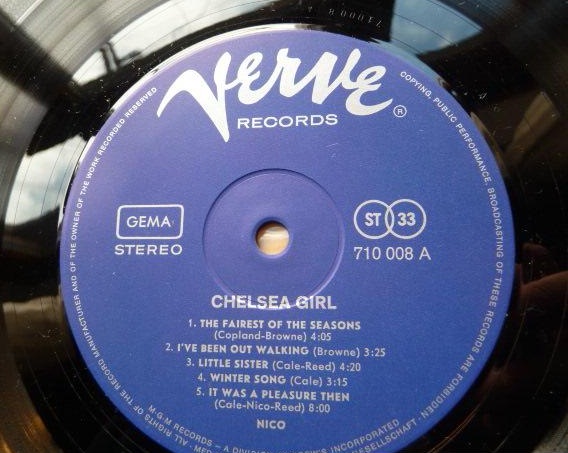 Verve
RECORDS
®
MANUFACTURER AND OF THE OWNER OF THE WORK RECORDED RESERVED
COPYING, PUBLIC PERFORMANCE, BROADCASTING OF THESE RECORDS ARE FORBIDDEN
GEMA
STEREO
ST 33
710 008 A
CHELSEA GIRL
1. THE FAIREST OF THE SEASONS
(Copland-Browne) 4:05
2. I'VE BEEN OUT WALKING (Browne) 3:25
3. LITTLE SISTER (Cale-Reed) 4:20
4. WINTER SONG (Cale) 3:15
5. IT WAS A PLEASURE THEN
(Cale-Nico-Reed) 8:00
NICO
M-G-M RECORDS – A DIVISION INCORPORATED
ALL RIGHTS OF THE RECORD